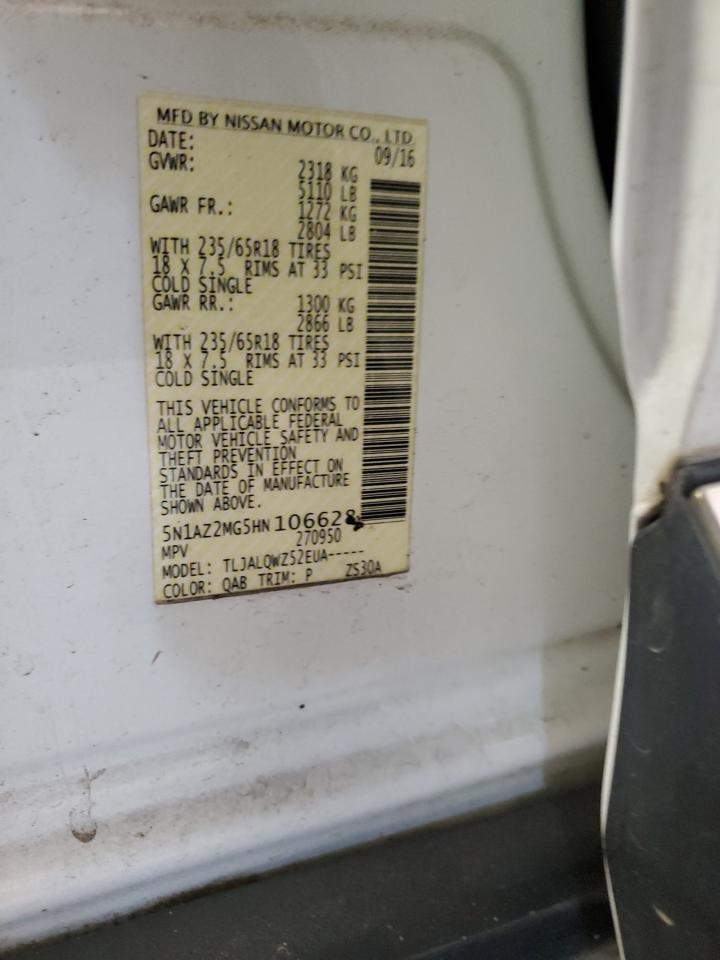 MFD BY NISSAN MOTOR CO., LTD
DATE: 09/16
GVWR: 2318 KG
5110 LB
GAWR FR.: 1272 KG
2804 LB
WITH 235/65R18 TIRES
18 X 7.5 RIMS AT 33 PSI
COLD SINGLE
GAWR RR.: 1300 KG
2866 LB
WITH 235/65R18 TIRES
18 X 7.5 RIMS AT 33 PSI
COLD SINGLE
THIS VEHICLE CONFORMS TO
ALL APPLICABLE FEDERAL
MOTOR VEHICLE SAFETY AND
THEFT PREVENTION
STANDARDS IN EFFECT ON
THE DATE OF MANUFACTURE
SHOWN ABOVE.
5N1AZ2MG5HN106628
MPV 270950
MODEL: TLJALQWZ52EUA-----
COLOR: QAB TRIM: P ZS30A